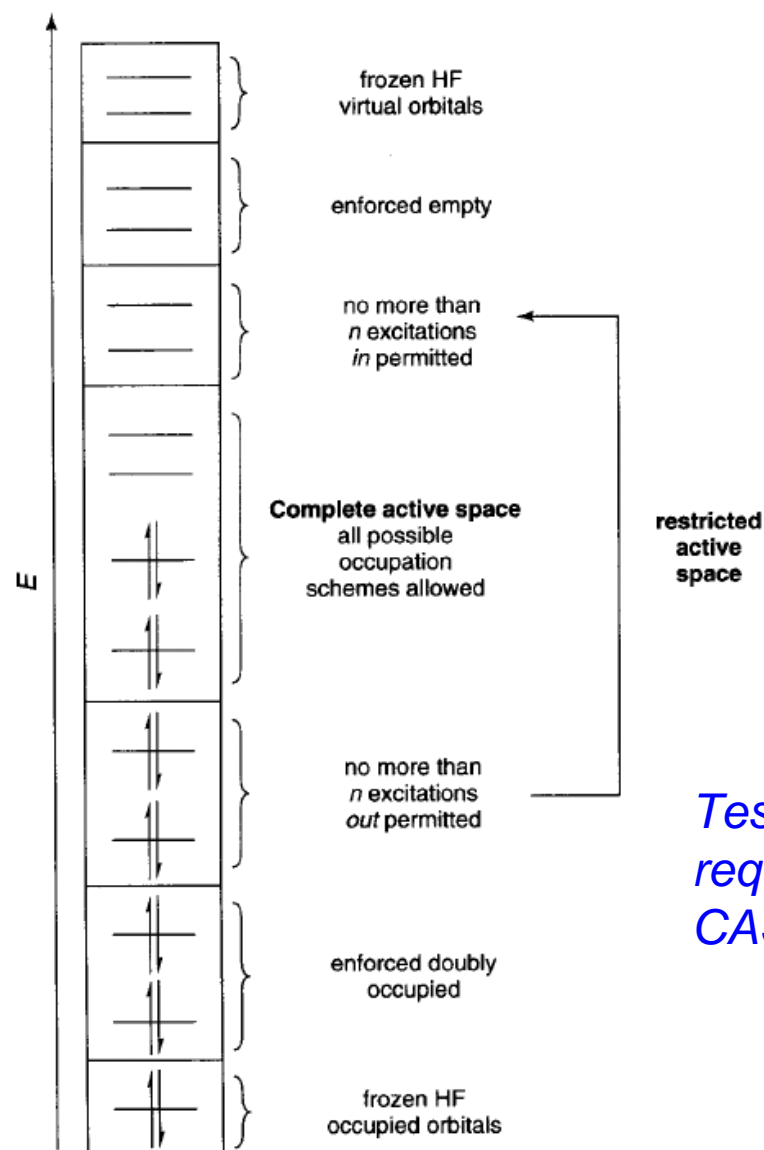 frozen HF
virtual orbitals
enforced empty
no more than
n excitations
in permitted
Complete active space
all possible
occupation
schemes allowed
restricted
active
space
E
no more than
n excitations
out permitted
enforced doubly
occupied
frozen HF
occupied orbitals